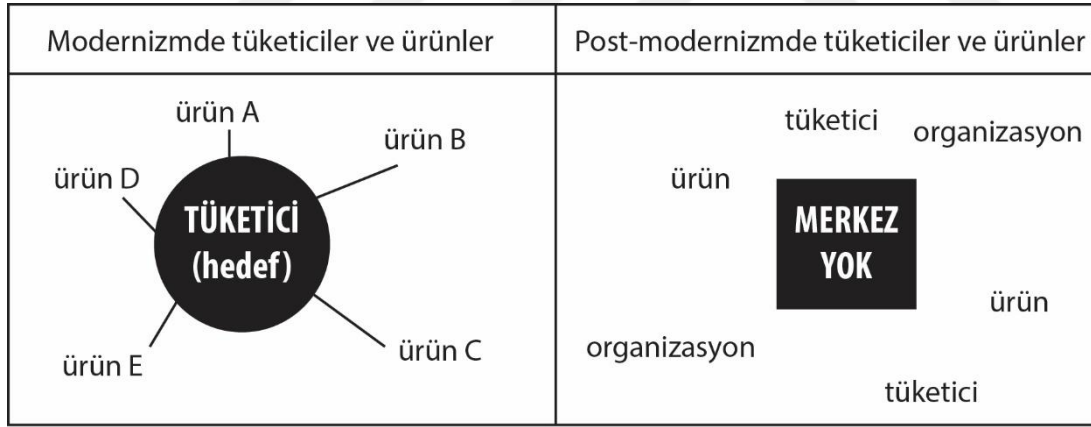 Modernizmde tüketiciler ve ürünler
ürün A
ürün B
ürün D
TÜKETİCİ
(hedef)
ürün E
ürün C
Post-modernizmde tüketiciler ve ürünler
tüketici
organizasyon
ürün
MERKEZ
YOK
ürün
organizasyon
tüketici